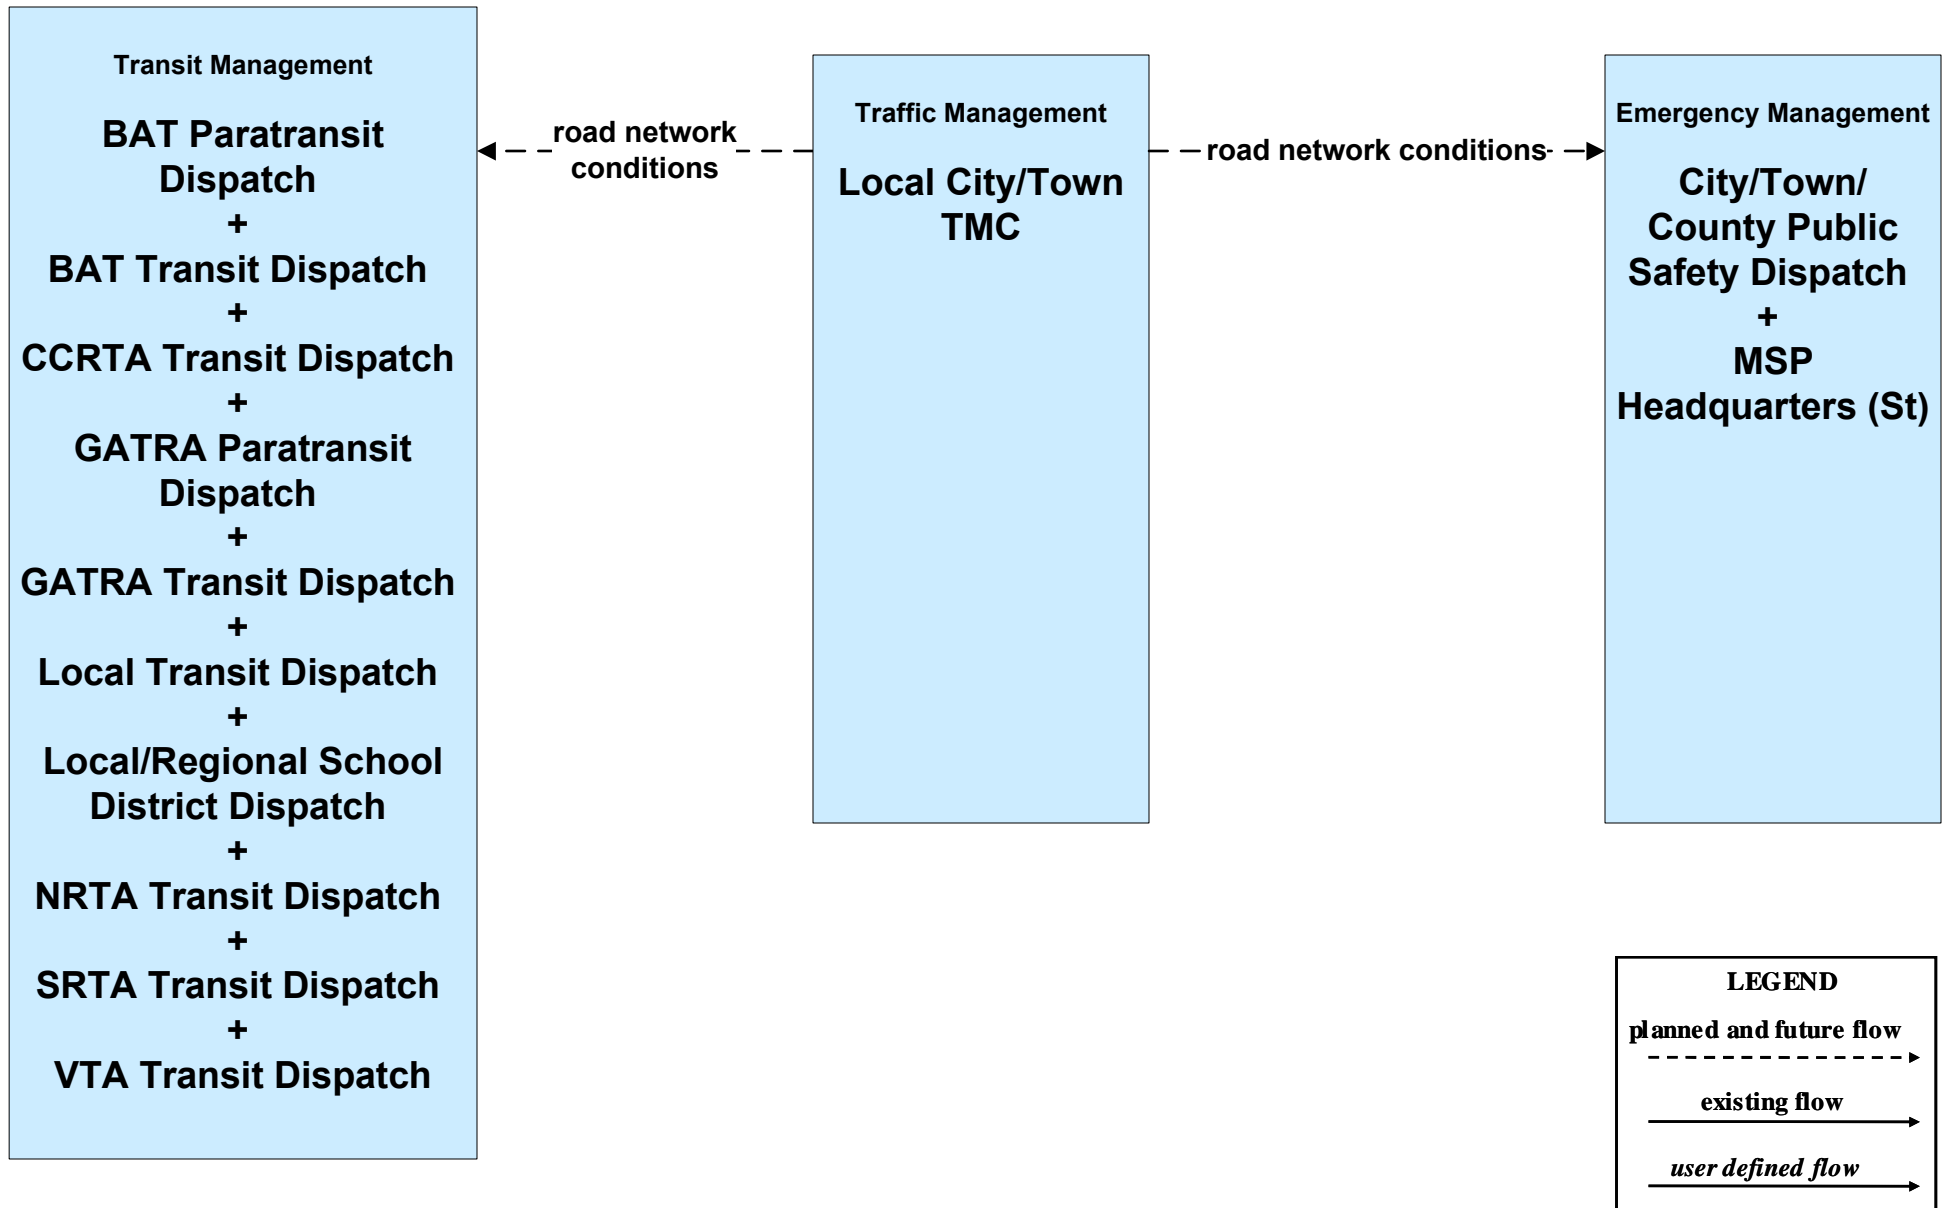 Transit Management
BAT Paratransit
Dispatch
+
BAT Transit Dispatch
+
CCRTA Transit Dispatch
+
GATRA Paratransit
Dispatch
+
GATRA Transit Dispatch
+
Local Transit Dispatch
+
Local/Regional School
District Dispatch
+
NRTA Transit Dispatch
+
SRTA Transit Dispatch
+
VTA Transit Dispatch
road network
conditions
Traffic Management
Local City/Town
TMC
road network conditions
Emergency Management
City/Town/
County Public
Safety Dispatch
+
MSP
Headquarters (St)
LEGEND
planned and future flow
existing flow
user defined flow